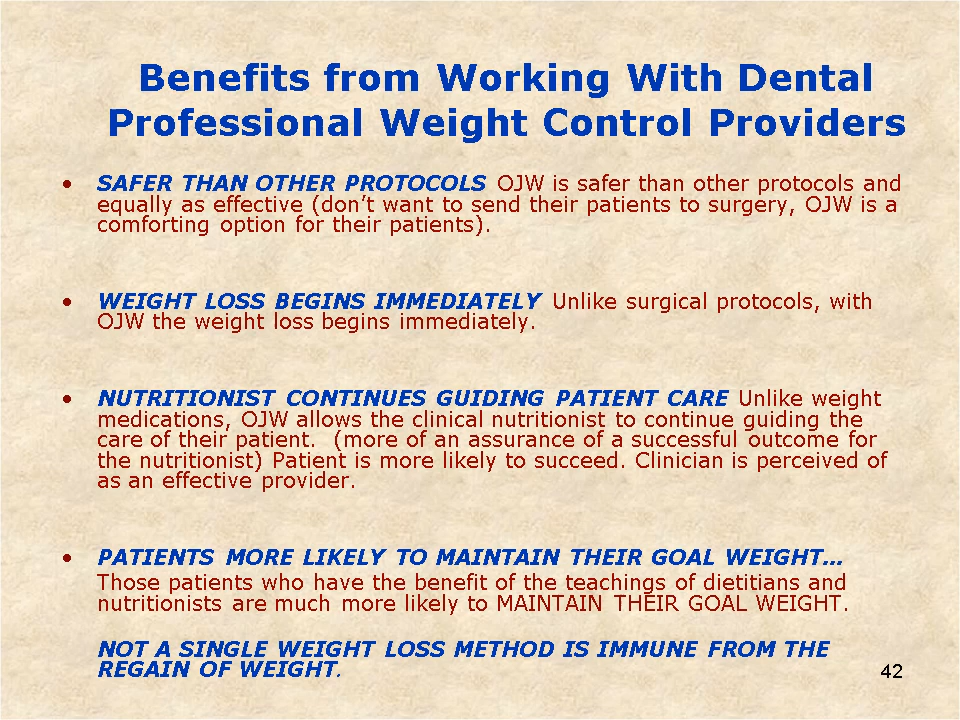 Benefits from Working With Dental
Professional Weight Control Providers
• SAFER THAN OTHER PROTOCOLS OJW is safer than other protocols and
equally as effective (don't want to send their patients to surgery, OJW is a
comforting option for their patients).
• WEIGHT LOSS BEGINS IMMEDIATELY Unlike surgical protocols, with
OJW the weight loss begins immediately.
• NUTRITIONIST CONTINUES GUIDING PATIENT CARE Unlike weight
medications, OJW allows the clinical nutritionist to continue guiding the
care of their patient. (more of an assurance of a successful outcome for
the nutritionist) Patient is more likely to succeed. Clinician is perceived of
as an effective provider.
• PATIENTS MORE LIKELY TO MAINTAIN THEIR GOAL WEIGHT…
Those patients who have the benefit of the teachings of dietitians and
nutritionists are much more likely to MAINTAIN THEIR GOAL WEIGHT.
NOT A SINGLE WEIGHT LOSS METHOD IS IMMUNE FROM THE
REGAIN OF WEIGHT.
42